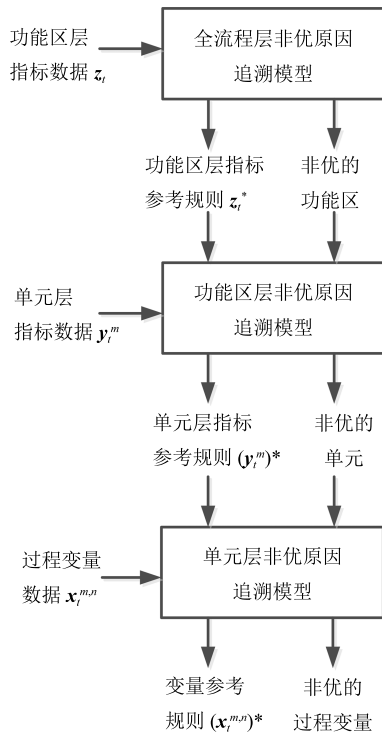 功能区层
指标数据 zₜ
全流程层非优原因
追溯模型
功能区层指标
参考规则 zₜ*
非优的
功能区
单元层
指标数据 yₜᵐ
功能区层非优原因
追溯模型
单元层指标
参考规则 (yₜᵐ)*
非优的
单元
过程变量
数据 xₜᵐ,ⁿ
单元层非优原因
追溯模型
变量参考
规则 (xₜᵐ,ⁿ)*
非优的
过程变量